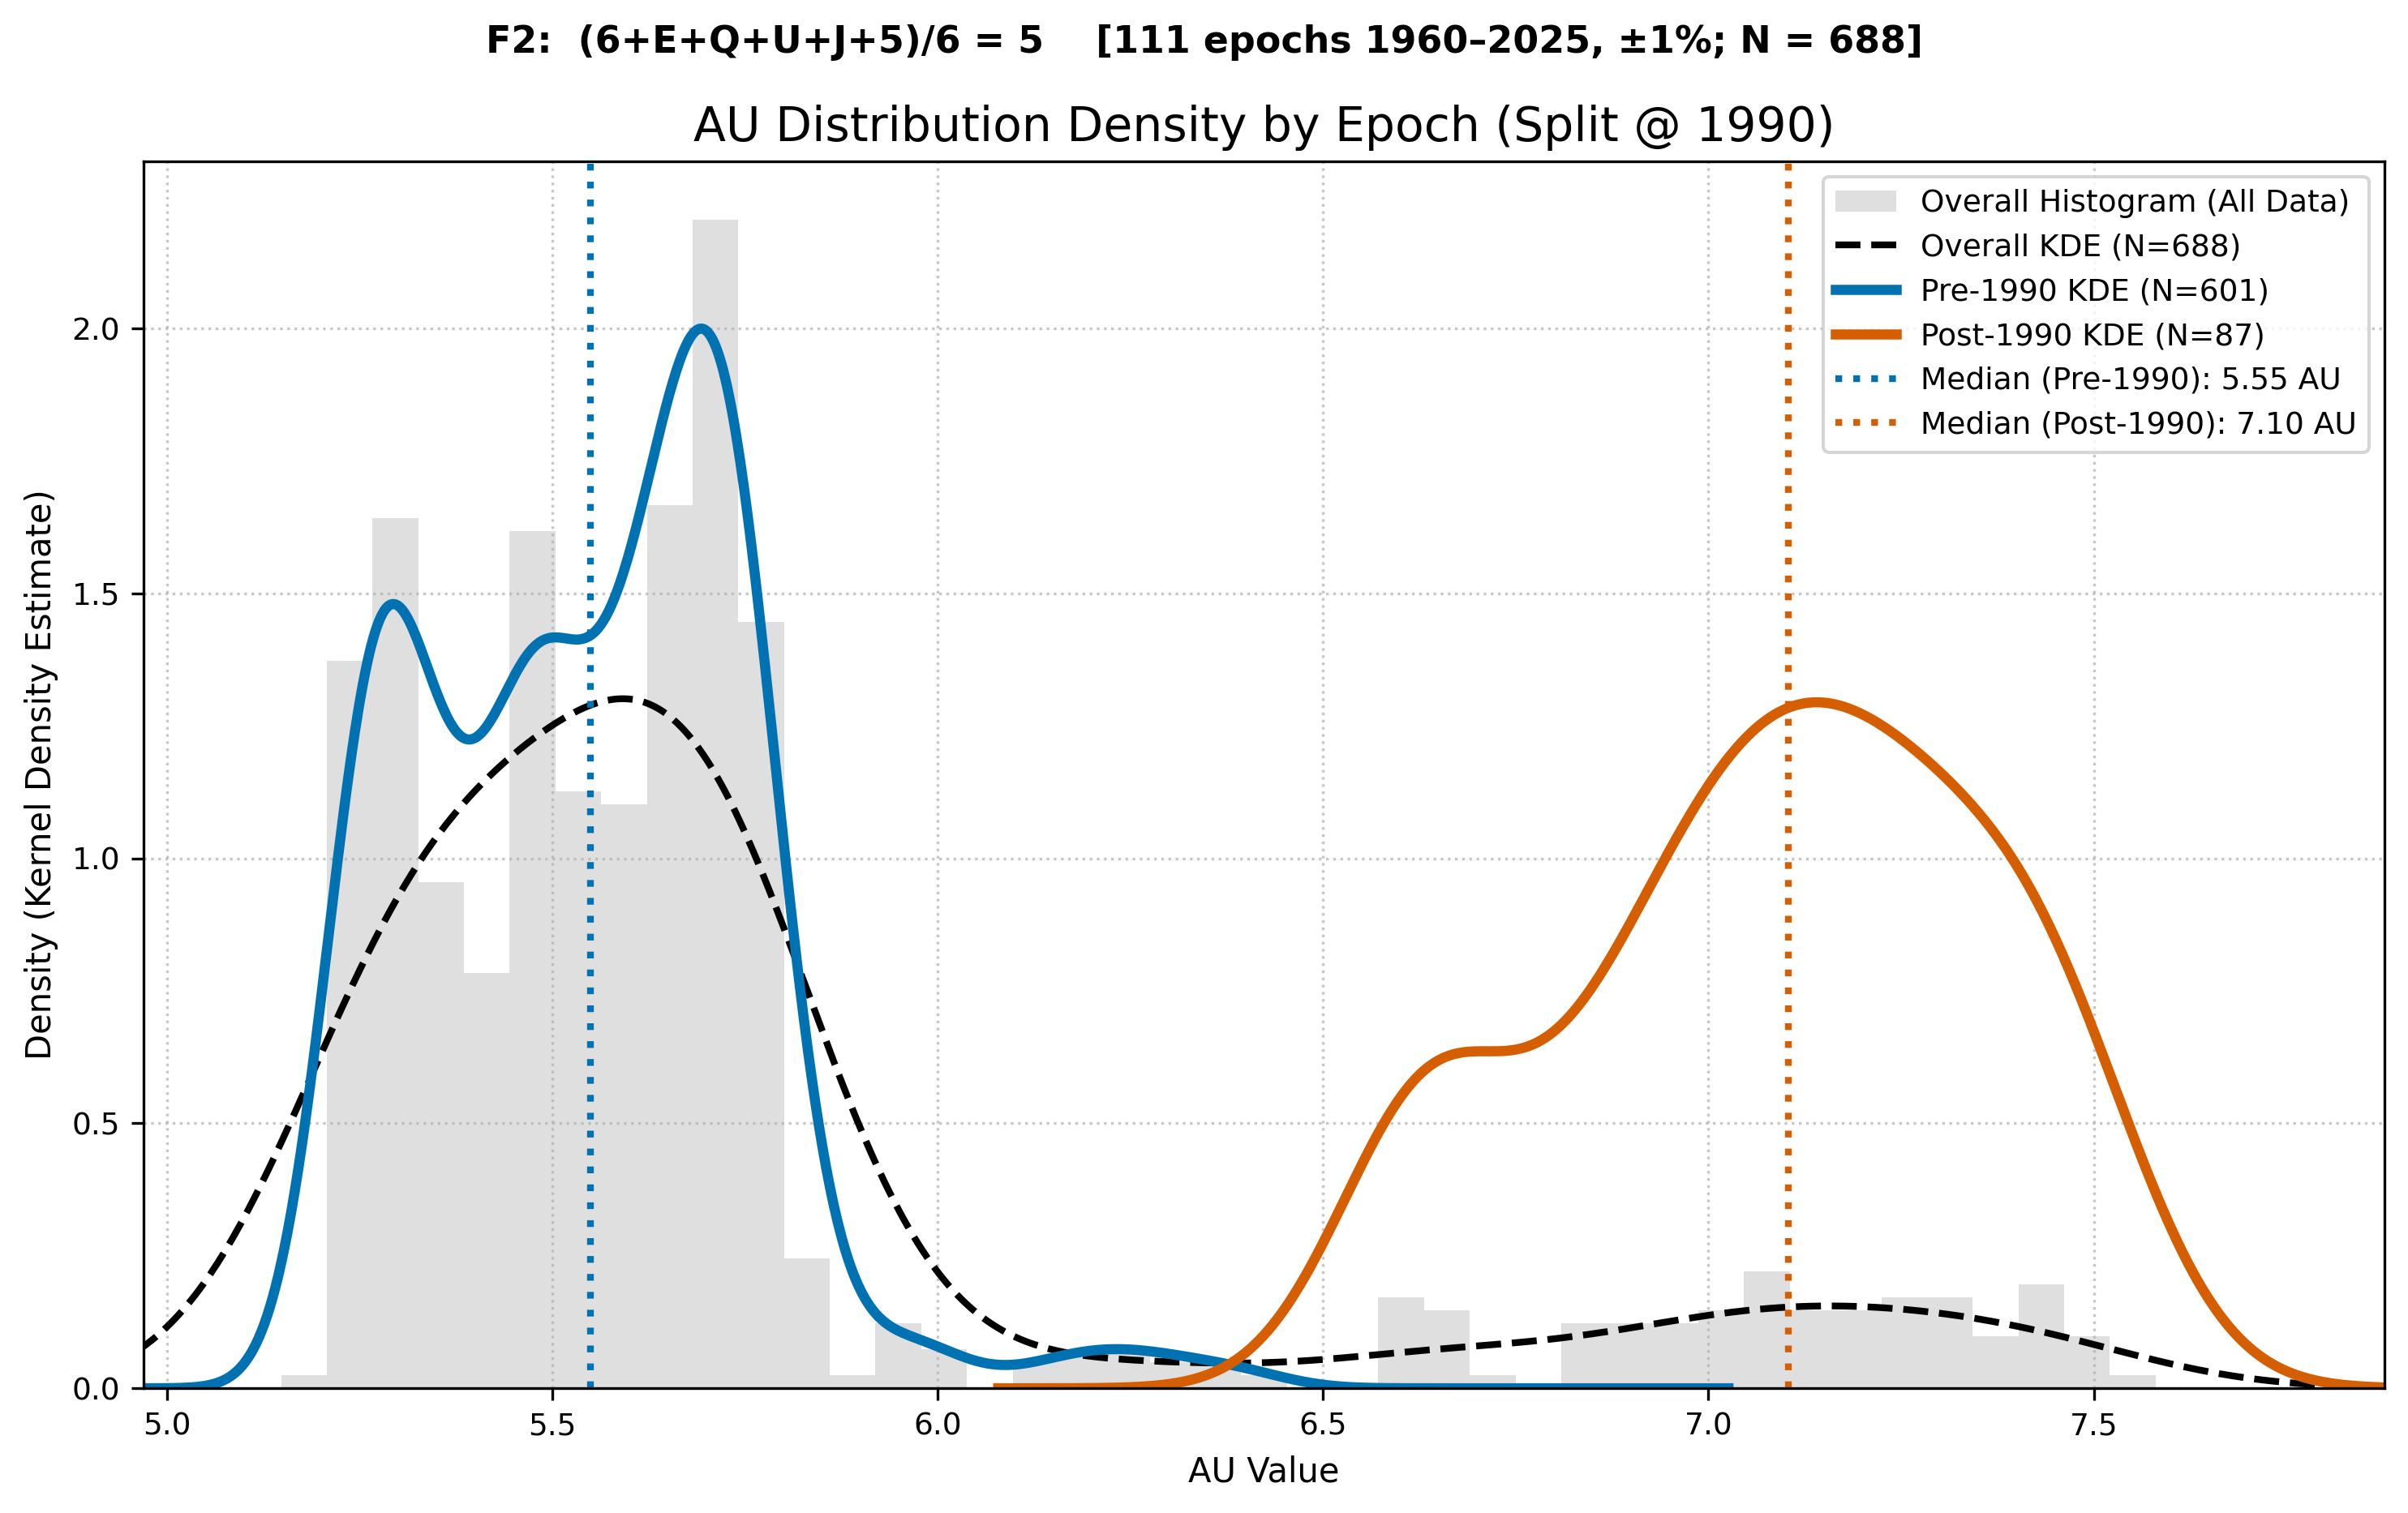 F2:  (6+E+Q+U+J+5)/6 = 5    [111 epochs 1960–2025, ±1%; N = 688]
AU Distribution Density by Epoch (Split @ 1990)
Overall Histogram (All Data)
Overall KDE (N=688)
Pre-1990 KDE (N=601)
Post-1990 KDE (N=87)
Median (Pre-1990): 5.55 AU
Median (Post-1990): 7.10 AU
Density (Kernel Density Estimate)
2.0
1.5
1.0
0.5
0.0
5.0 5.5 6.0 6.5 7.0 7.5
AU Value